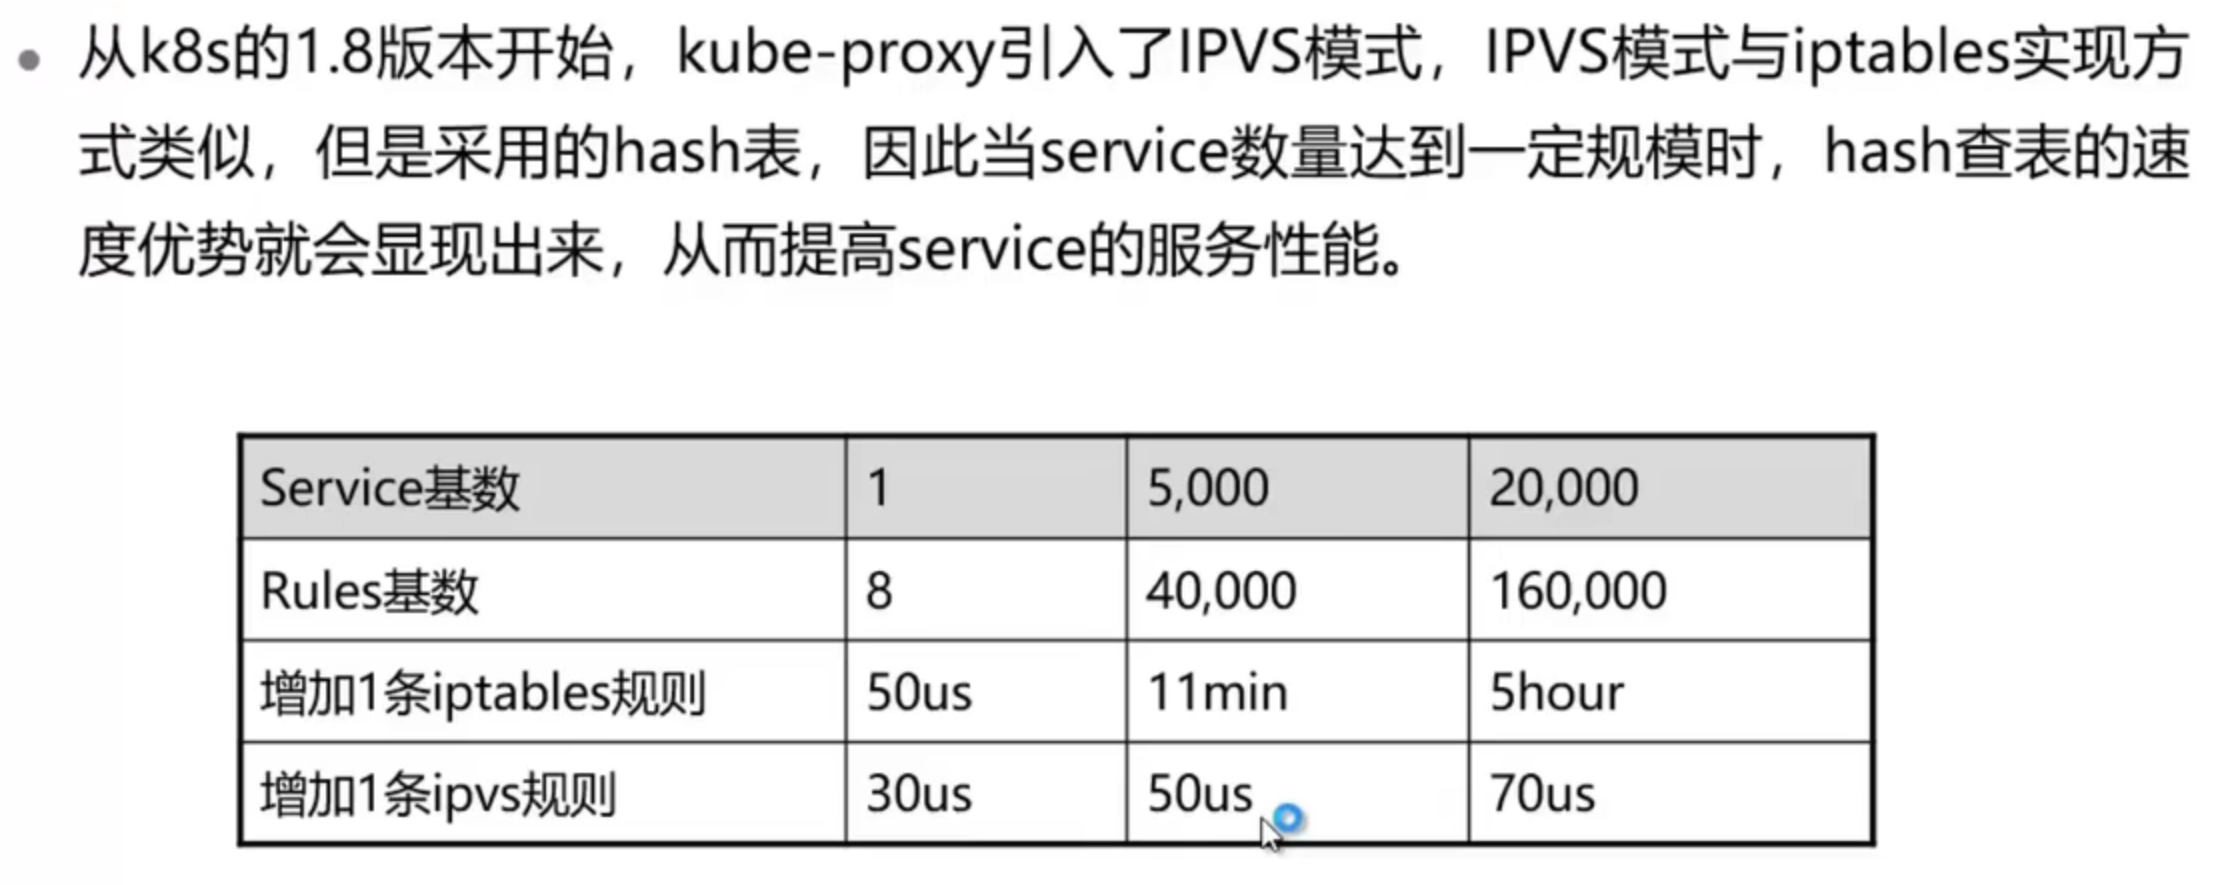 从k8s的1.8版本开始，kube-proxy引入了IPVS模式，IPVS模式与iptables实现方
式类似，但是采用的hash表，因此当service数量达到一定规模时，hash查表的速
度优势就会显现出来，从而提高service的服务性能。
Service基数 1 5,000 20,000
Rules基数 8 40,000 160,000
增加1条iptables规则 50us 11min 5hour
增加1条ipvs规则 30us 50us 70us